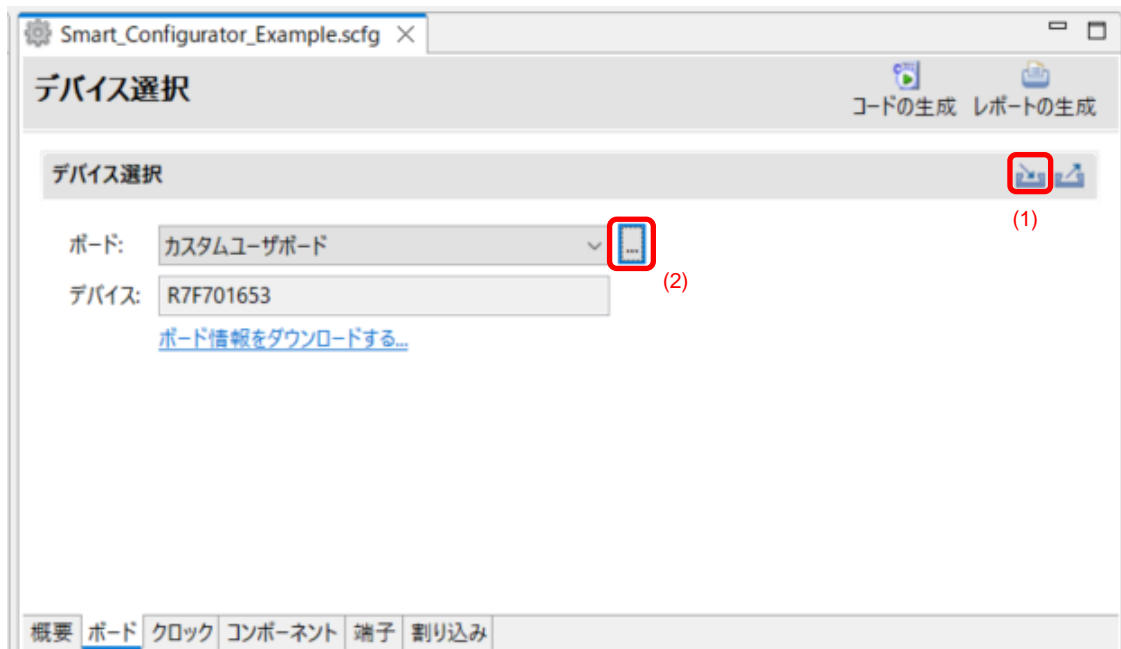 Smart_Configurator_Example.scfg
デバイス選択
コードの生成 レポートの生成
デバイス選択
(1)
ボード: カスタムユーザボード ...
(2)
デバイス: R7F701653
ボード情報をダウンロードする...
概要 ボード クロック コンポーネント 端子 割り込み